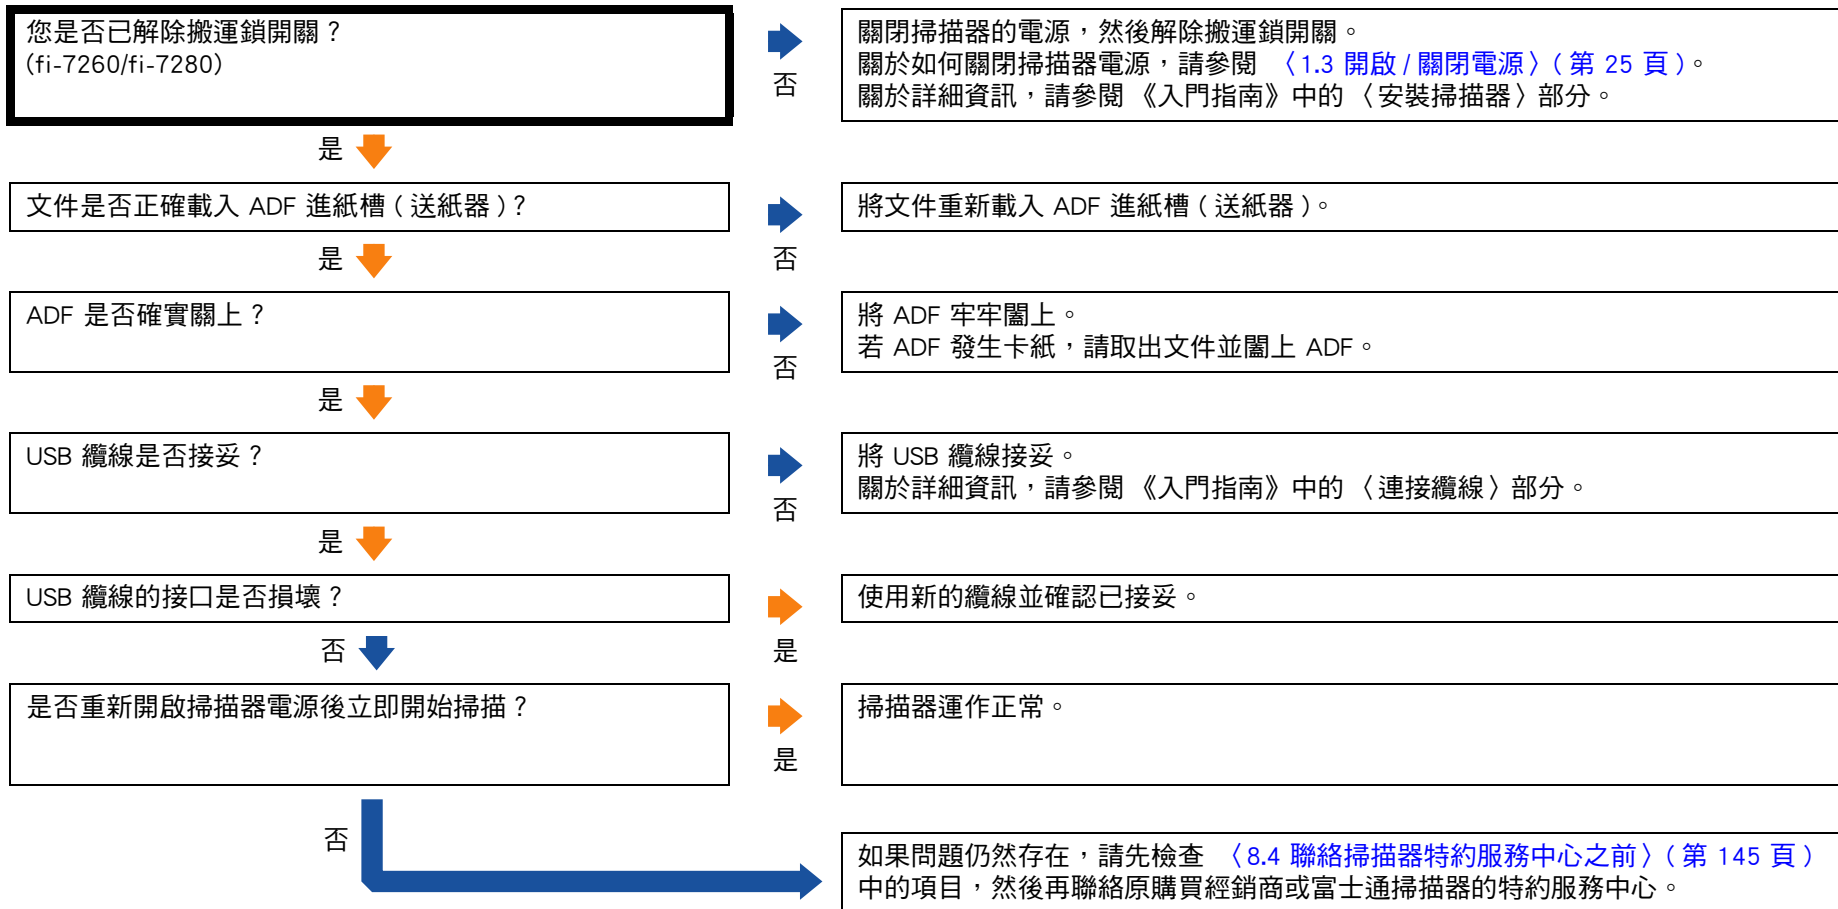 您是否已解除搬運鎖開關？
(fi-7260/fi-7280)
否
關閉掃描器的電源，然後解除搬運鎖開關。
關於如何關閉掃描器電源，請參閱 〈1.3 開啟 / 關閉電源〉( 第 25 頁 )。
關於詳細資訊，請參閱 《入門指南》中的 〈安裝掃描器〉部分。
是
文件是否正確載入 ADF 進紙槽 ( 送紙器 )？
否
將文件重新載入 ADF 進紙槽 ( 送紙器 )。
是
ADF 是否確實關上？
否
將 ADF 牢牢闔上。
若 ADF 發生卡紙，請取出文件並闔上 ADF。
是
USB 纜線是否接妥？
否
將 USB 纜線接妥。
關於詳細資訊，請參閱 《入門指南》中的 〈連接纜線〉部分。
是
USB 纜線的接口是否損壞？
是
使用新的纜線並確認已接妥。
否
是否重新開啟掃描器電源後立即開始掃描？
是
掃描器運作正常。
否
如果問題仍然存在，請先檢查 〈8.4 聯絡掃描器特約服務中心之前〉( 第 145 頁 )
中的項目，然後再聯絡原購買經銷商或富士通掃描器的特約服務中心。